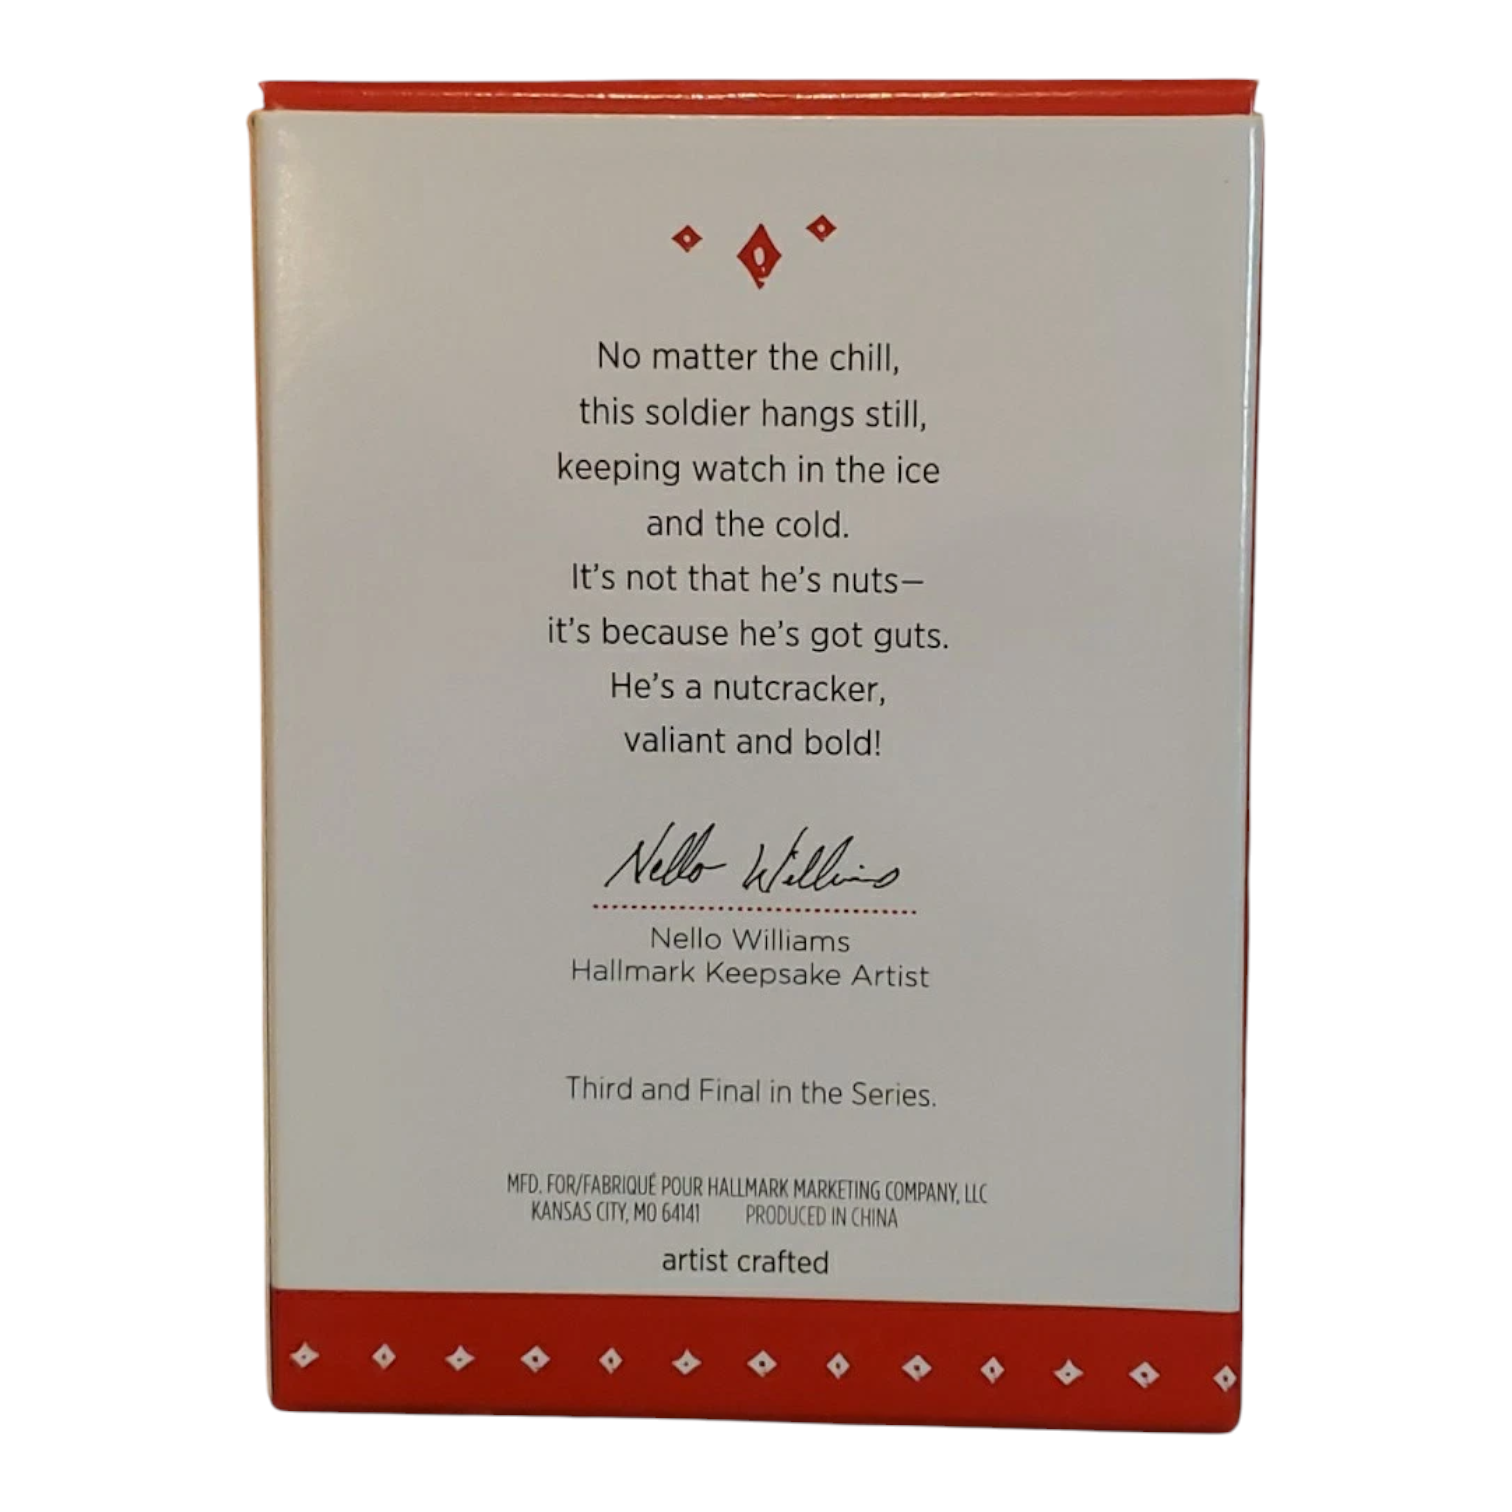 No matter the chill,
this soldier hangs still,
keeping watch in the ice
and the cold.
It's not that he's nuts—
it's because he's got guts.
He's a nutcracker,
valiant and bold!
Nello Williams
Nello Williams
Hallmark Keepsake Artist
Third and Final in the Series.
MFD. FOR/FABRIQUÉ POUR HALLMARK MARKETING COMPANY, LLC
KANSAS CITY, MO 64141 PRODUCED IN CHINA
artist crafted